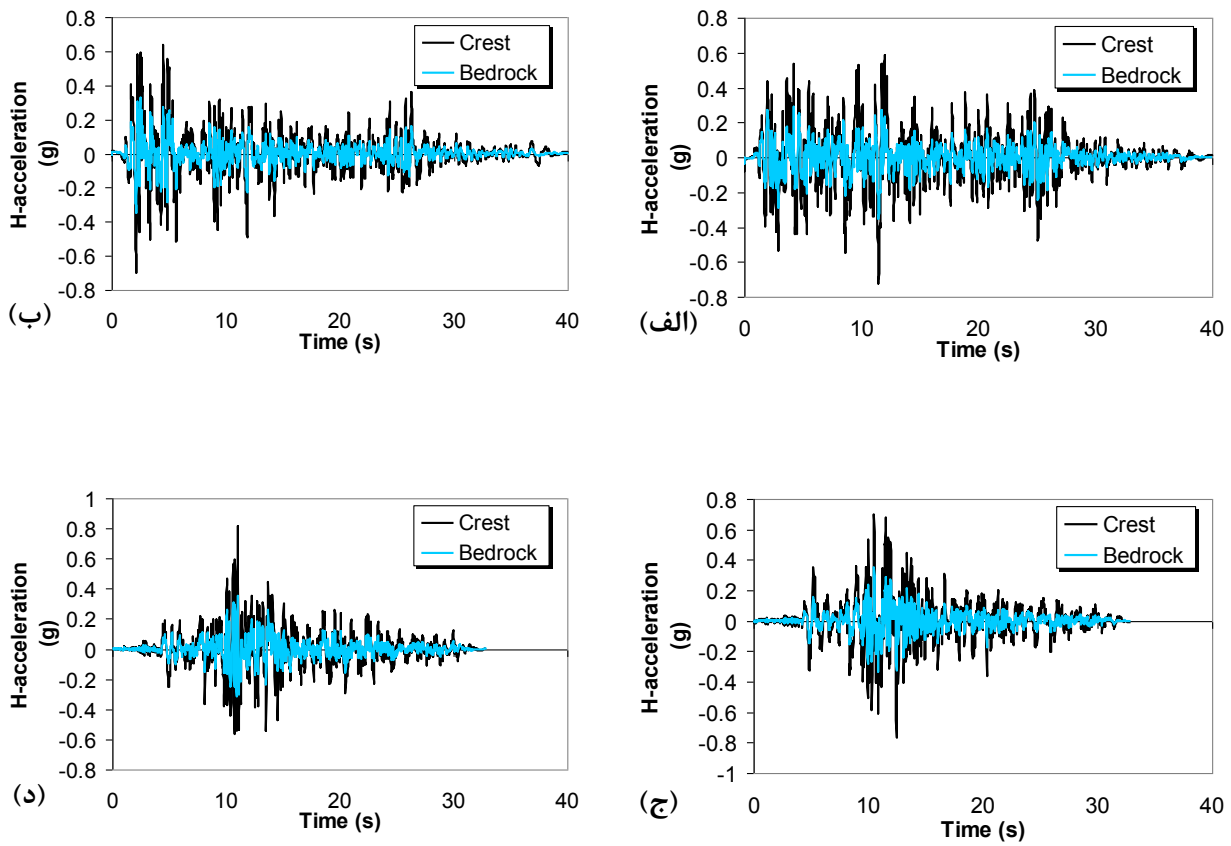 0.8
0.6
0.4
0.2
0
-0.2
-0.4
-0.6
-0.8
H-acceleration
(g)
Crest
Bedrock
0 10 20 30 40
Time (s)
(الف)
0.8
0.6
0.4
0.2
0
-0.2
-0.4
-0.6
-0.8
H-acceleration
(g)
Crest
Bedrock
0 10 20 30 40
Time (s)
(ب)
0.8
0.6
0.4
0.2
0
-0.2
-0.4
-0.6
-0.8
-1
H-acceleration
(g)
Crest
Bedrock
0 10 20 30 40
Time (s)
(ج)
1
0.8
0.6
0.4
0.2
0
-0.2
-0.4
-0.6
-0.8
H-acceleration
(g)
Crest
Bedrock
0 10 20 30 40
Time (s)
(د)